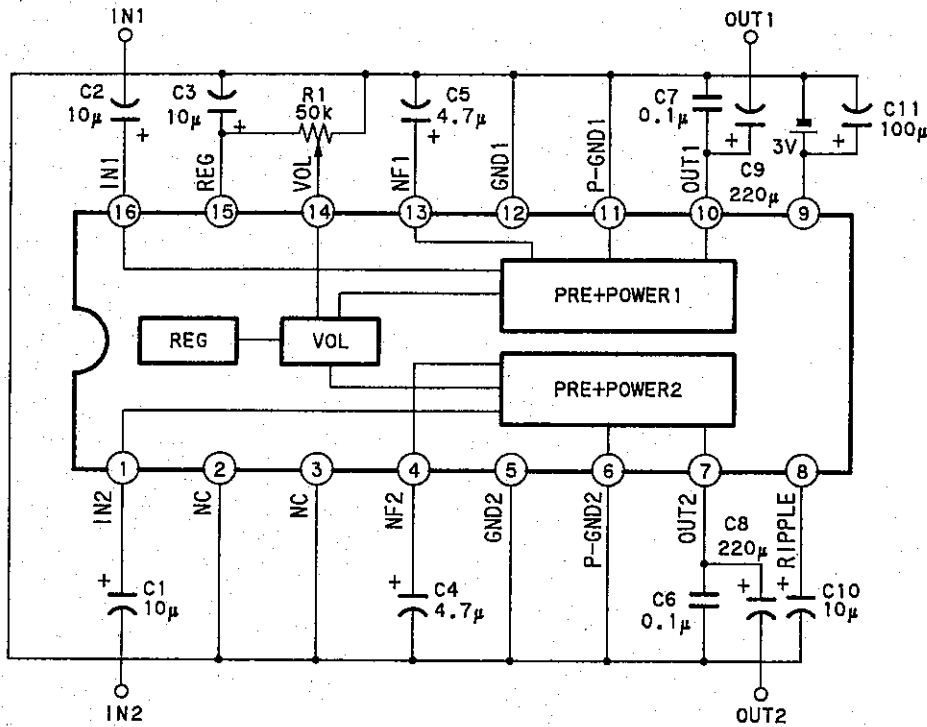 IN1
OUT1
C2
10μ
+
C3
10μ
+
R1
50k
C5
4.7μ
+
C7
0.1μ
+
C9
220μ
3V
+
C11
100μ
IN1
REG
VOL
NF1
GND1
P-GND1
OUT1
16
15
14
13
12
11
10
9
PRE+POWER1
REG
VOL
PRE+POWER2
1
2
3
4
5
6
7
8
IN2
NC
NC
NF2
GND2
P-GND2
OUT2
RIPPLE
+
C1
10μ
+
C4
4.7μ
C8
220μ
C6
0.1μ
+
+
C10
10μ
IN2
OUT2